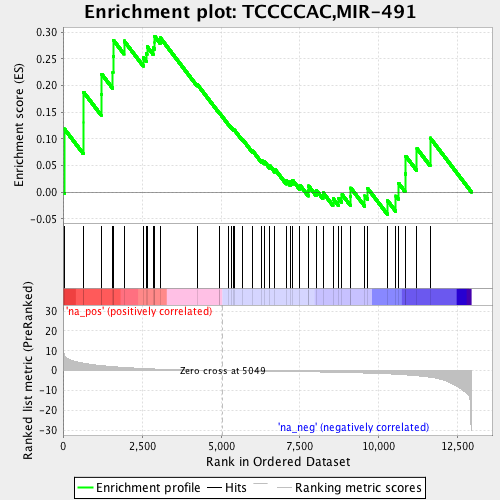 Enrichment plot: TCCCCAC,MIR-491
Enrichment score (ES)
0.30
0.25
0.20
0.15
0.10
0.05
0.00
-0.05
'na_pos' (positively correlated)
Ranked list metric (PreRanked)
30
20
10
0
-10
-20
-30
Zero cross at 5049
'na_neg' (negatively correlated)
0 2,500 5,000 7,500 10,000 12,500
Rank in Ordered Dataset
Enrichment profile Hits Ranking metric scores